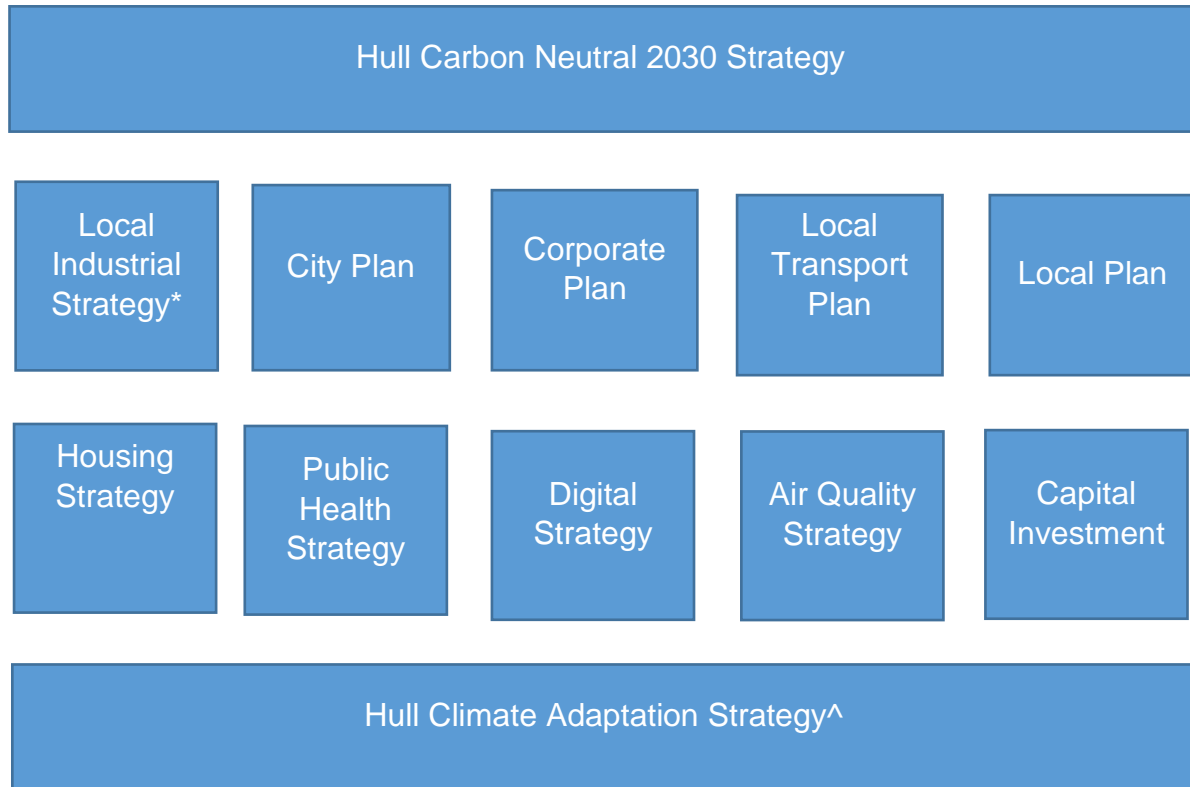 Hull Carbon Neutral 2030 Strategy
Local
Industrial
Strategy*
City Plan
Corporate
Plan
Local
Transport
Plan
Local Plan
Housing
Strategy
Public
Health
Strategy
Digital
Strategy
Air Quality
Strategy
Capital
Investment
Hull Climate Adaptation Strategy^